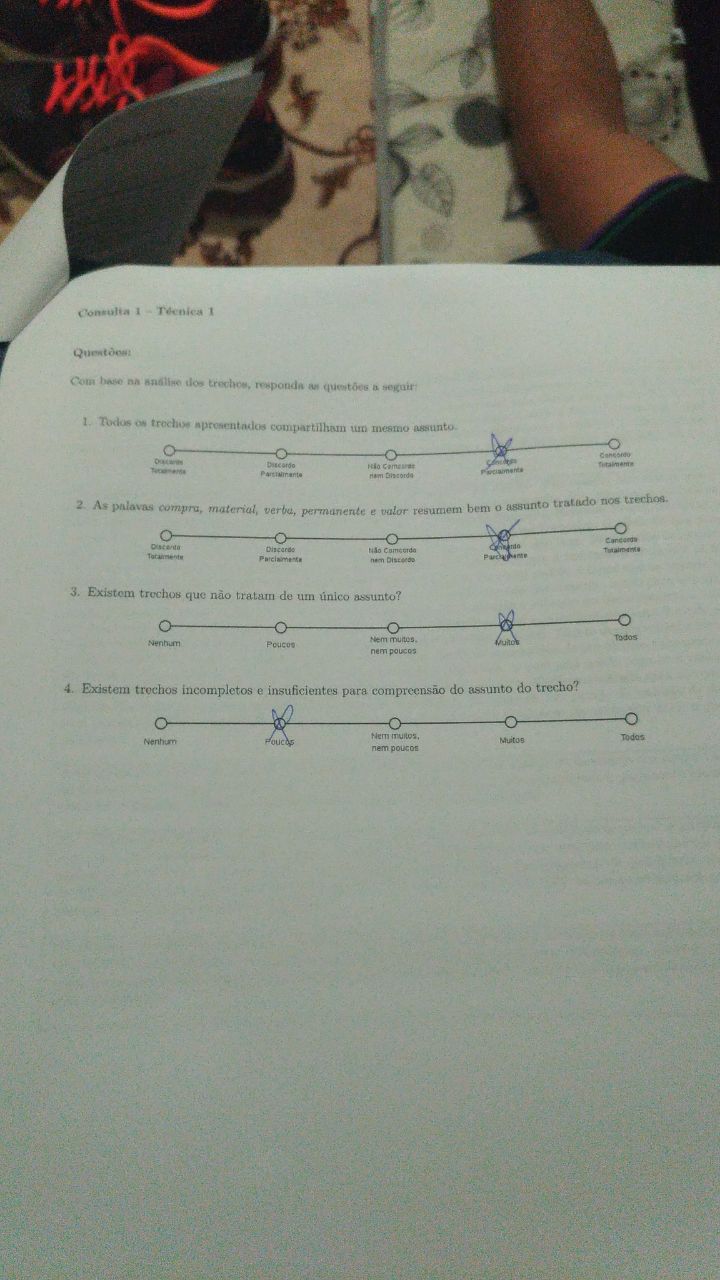 Consulta 1 – Técnica 1
Questões:
Com base na análise dos trechos, responda as questões a seguir:
1. Todos os trechos apresentados compartilham um mesmo assunto.
Discordo Totalmente
Discordo Parcialmente
Não Comcordo nem Discordo
Concordo Parcialmente
Concordo Totalmente
2. As palavas compra, material, verba, permanente e valor resumem bem o assunto tratado nos trechos.
Discordo Totalmente
Discordo Parcialmente
Não Comcordo nem Discordo
Concordo Parcialmente
Concordo Totalmente
3. Existem trechos que não tratam de um único assunto?
Nenhum
Poucos
Nem muitos, nem poucos
Muitos
Todos
4. Existem trechos incompletos e insuficientes para compreensão do assunto do trecho?
Nenhum
Poucos
Nem muitos, nem poucos
Muitos
Todos